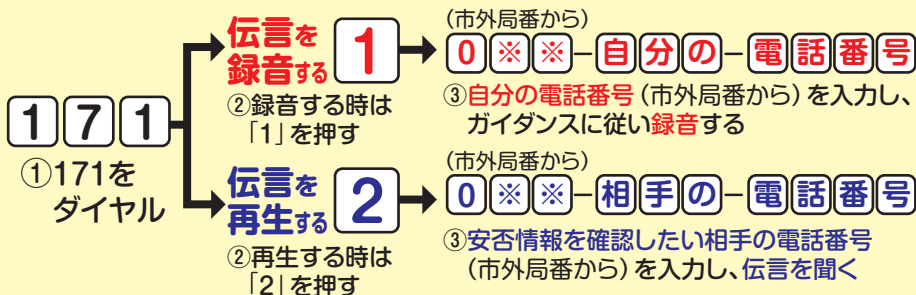 171
①171を
ダイヤル
伝言を
録音する
1
②録音する時は
「1」を押す
(市外局番から)
0※※-自分の-電話番号
③自分の電話番号(市外局番から)を入力し、
ガイダンスに従い録音する
伝言を
再生する
2
②再生する時は
「2」を押す
(市外局番から)
0※※-相手の-電話番号
③安否情報を確認したい相手の電話番号
(市外局番から)を入力し、伝言を聞く